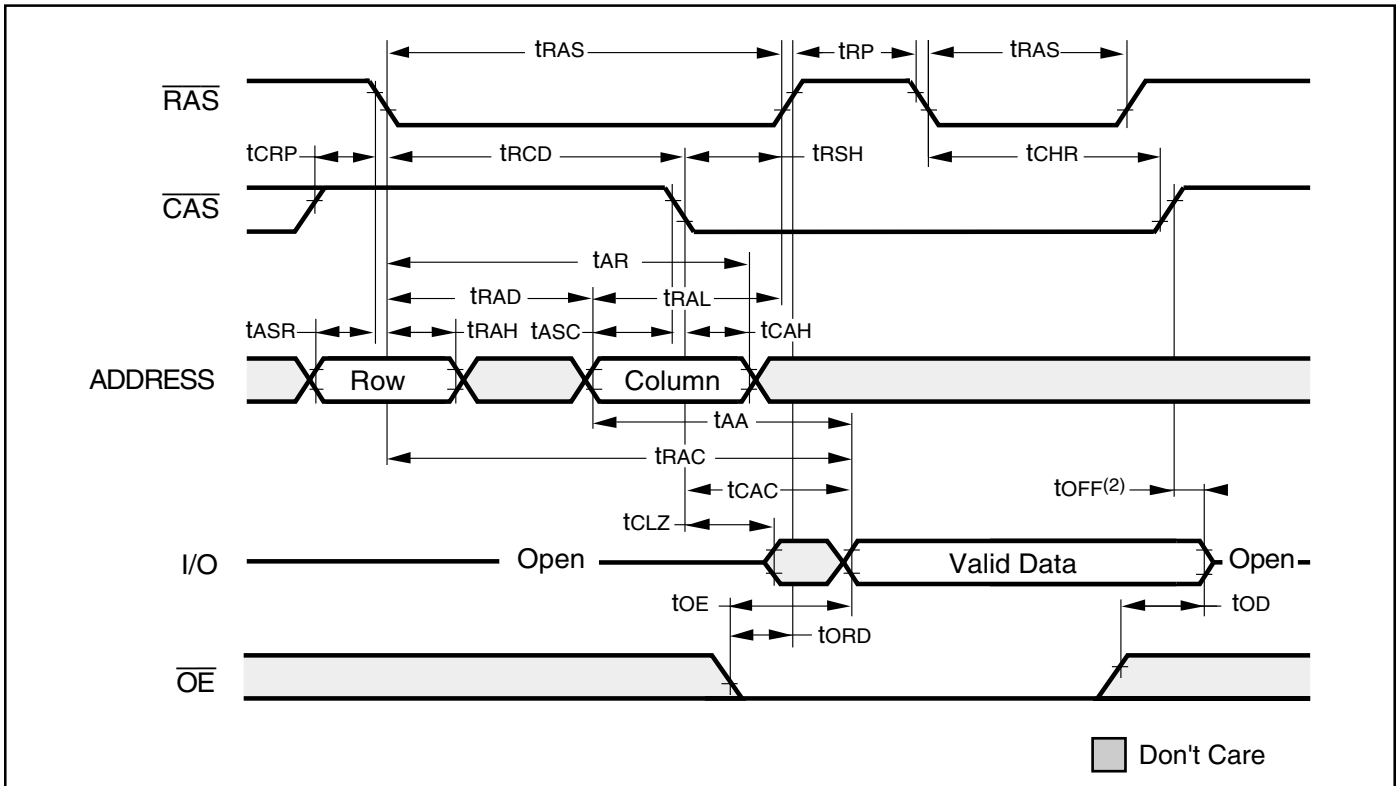 tRAS tRP tRAS
RAS
tCRP tRCD tRSH tCHR
CAS
tAR
tRAD tRAL
tASR tRAH tASC tCAH
ADDRESS Row Column
tAA
tRAC
tCAC tOFF(2)
tCLZ
I/O Open Valid Data Open
tOE tOD
tORD
OE
Don't Care